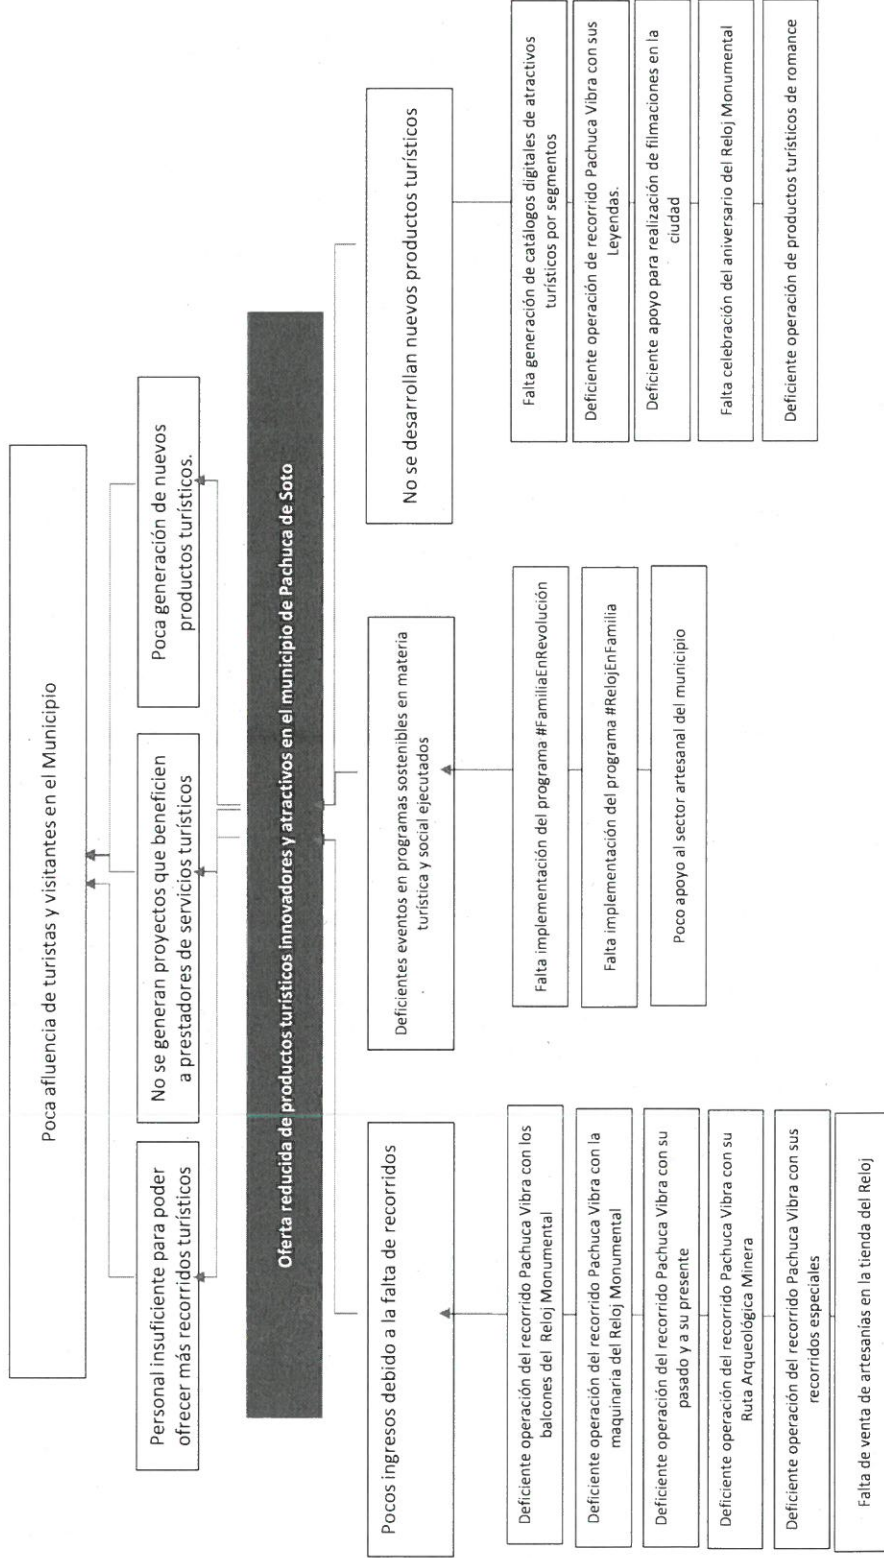 Poca afluencia de turistas y visitantes en el Municipio
Personal insuficiente para poder
ofrecer más recorridos turísticos
No se generan proyectos que beneficien
a prestadores de servicios turísticos
Poca generación de nuevos
productos turísticos.
Oferta reducida de productos turísticos innovadores y atractivos en el municipio de Pachuca de Soto
Pocos ingresos debido a la falta de recorridos
Deficiente operación del recorrido Pachuca Vibra con los
balcones del Reloj Monumental
Deficiente operación del recorrido Pachuca Vibra con la
maquinaria del Reloj Monumental
Deficiente operación del recorrido Pachuca Vibra con su
pasado y a su presente
Deficiente operación del recorrido Pachuca Vibra con su
Ruta Arqueológica Minera
Deficiente operación del recorrido Pachuca Vibra con sus
recorridos especiales
Falta de venta de artesanías en la tienda del Reloj
Deficientes eventos en programas sostenibles en materia
turística y social ejecutados
Falta implementación del programa #FamiliaEnRevolución
Falta implementación del programa #RelojEnFamilia
Poco apoyo al sector artesanal del municipio
No se desarrollan nuevos productos turísticos
Falta generación de catálogos digitales de atractivos
turísticos por segmentos
Deficiente operación de recorrido Pachuca Vibra con sus
Leyendas.
Deficiente apoyo para realización de filmaciones en la
ciudad
Falta celebración del aniversario del Reloj Monumental
Deficiente operación de productos turísticos de romance